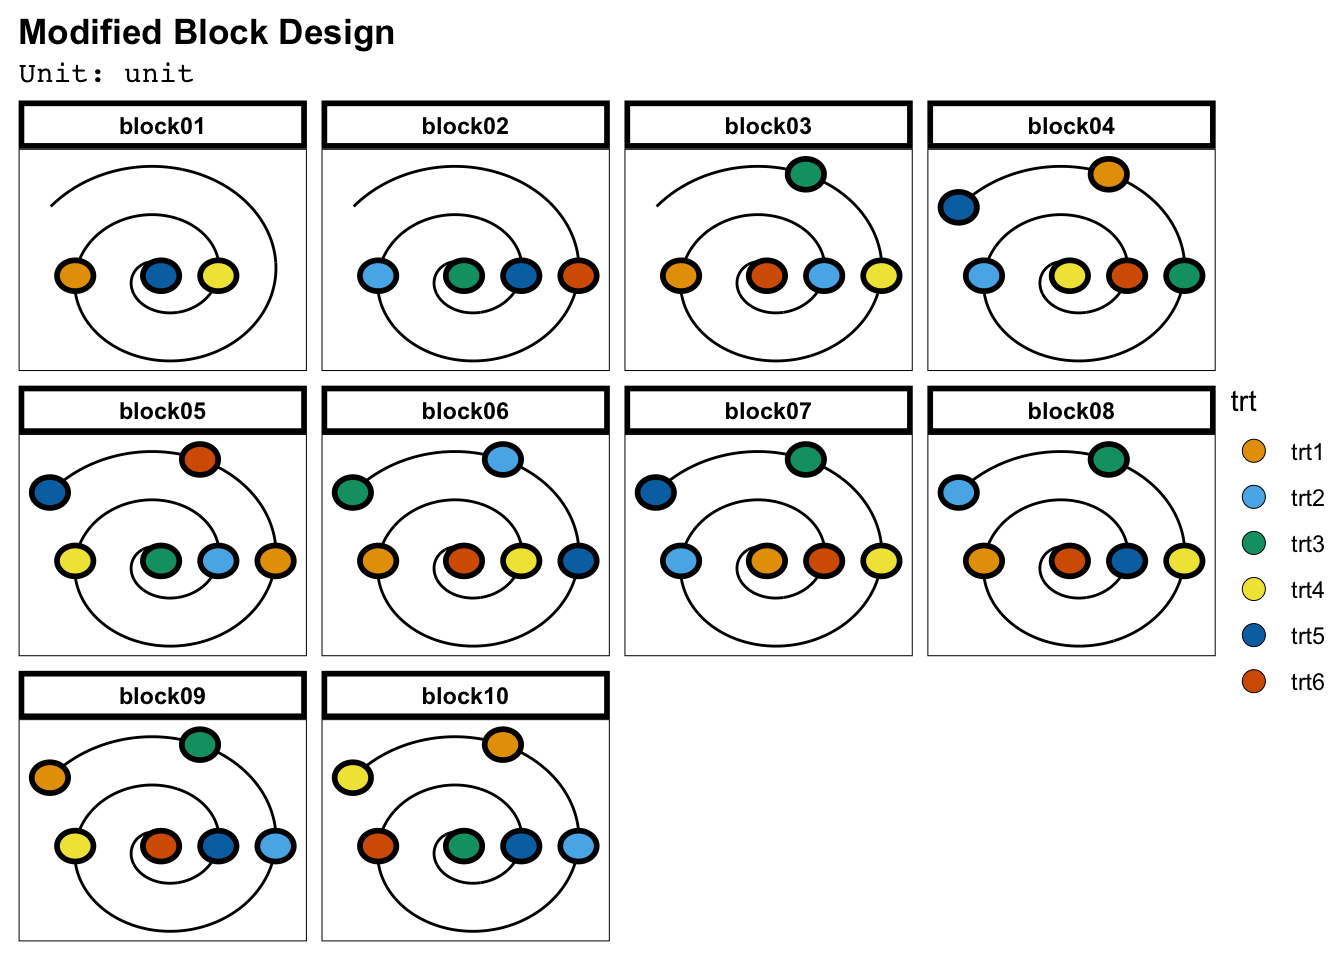 Modified Block Design
Unit: unit
block01
block02
block03
block04
block05
block06
block07
block08
block09
block10
trt
trt1
trt2
trt3
trt4
trt5
trt6